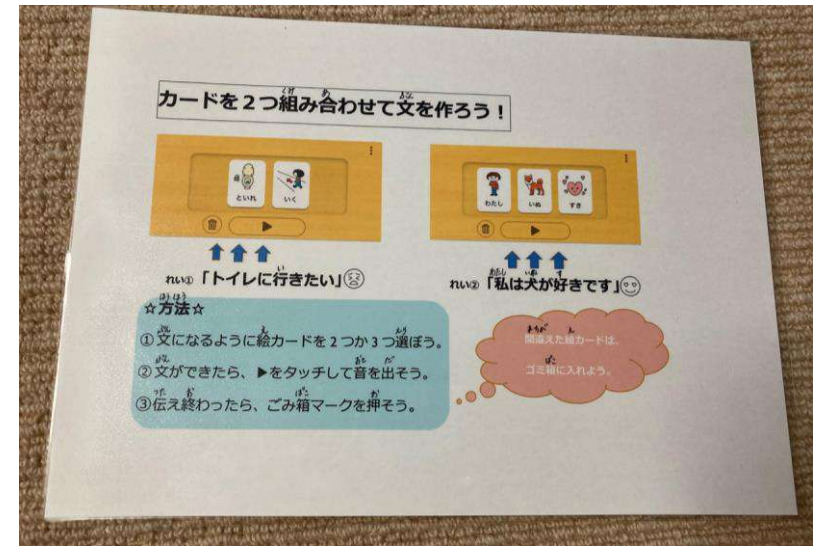 カードを2つ組み合わせて文を作ろう！
といれ いく
わたし いぬ すき
れい①「トイレに行きたい」
れい②「私は犬が好きです」
☆方法☆
①文になるように絵カードを2つか3つ選ぼう。
②文ができたら、▶をタッチして音を出そう。
③伝え終わったら、ごみ箱マークを押そう。
間違えた絵カードは、
ゴミ箱に入れよう。